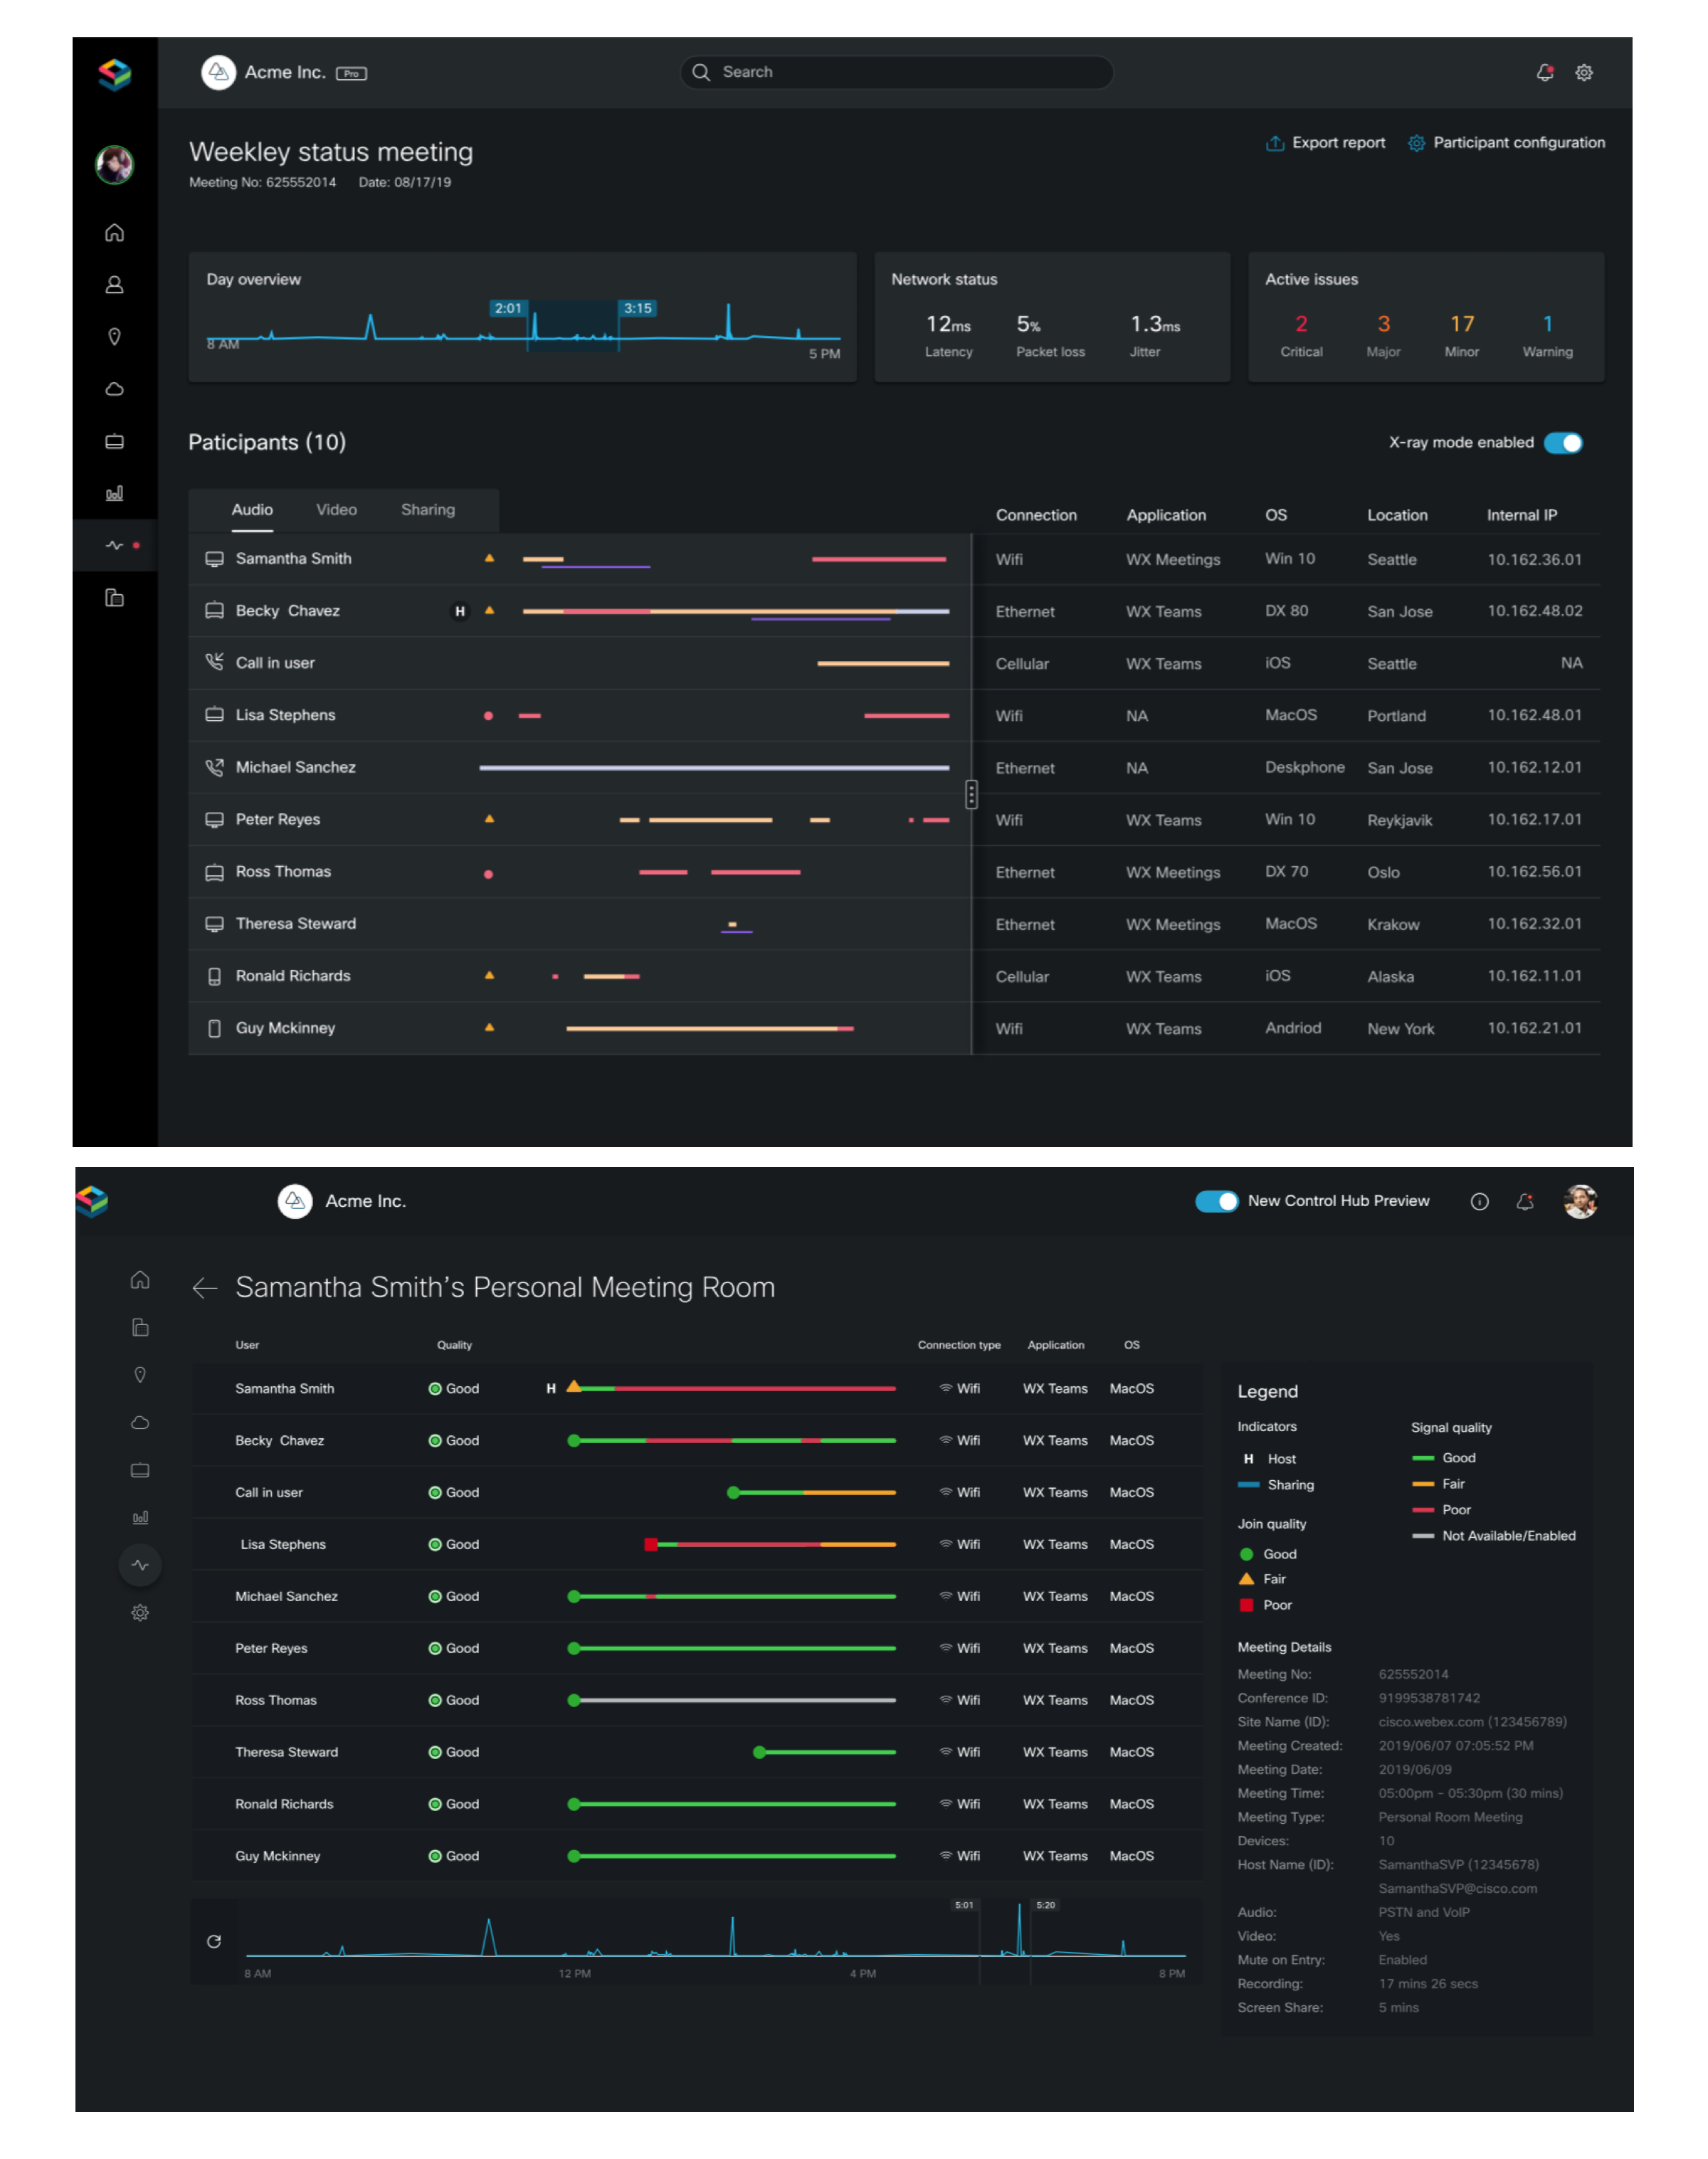 Acme Inc. Pro
Search
Weekley status meeting
Export report
Participant configuration
Meeting No: 625552014 Date: 08/17/19
Day overview
2:01
3:15
8 AM
5 PM
Network status
12ms 5% 1.3ms
Latency Packet loss Jitter
Active issues
2 3 17 1
Critical Major Minor Warning
Paticipants (10)
X-ray mode enabled
Audio Video Sharing
Connection Application OS Location Internal IP
Samantha Smith Wifi WX Meetings Win 10 Seattle 10.162.36.01
Becky Chavez H Ethernet WX Teams DX 80 San Jose 10.162.48.02
Call in user Cellular WX Teams iOS Seattle NA
Lisa Stephens Wifi NA MacOS Portland 10.162.48.01
Michael Sanchez Ethernet NA Deskphone San Jose 10.162.12.01
Peter Reyes Wifi WX Teams Win 10 Reykjavik 10.162.17.01
Ross Thomas Ethernet WX Meetings DX 70 Oslo 10.162.56.01
Theresa Steward Ethernet WX Meetings MacOS Krakow 10.162.32.01
Ronald Richards Cellular WX Teams iOS Alaska 10.162.11.01
Guy Mckinney Wifi WX Teams Andriod New York 10.162.21.01
Acme Inc.
New Control Hub Preview
Samantha Smith's Personal Meeting Room
User Quality Connection type Application OS
Samantha Smith Good H Wifi WX Teams MacOS
Becky Chavez Good Wifi WX Teams MacOS
Call in user Good Wifi WX Teams MacOS
Lisa Stephens Good Wifi WX Teams MacOS
Michael Sanchez Good Wifi WX Teams MacOS
Peter Reyes Good Wifi WX Teams MacOS
Ross Thomas Good Wifi WX Teams MacOS
Theresa Steward Good Wifi WX Teams MacOS
Ronald Richards Good Wifi WX Teams MacOS
Guy Mckinney Good Wifi WX Teams MacOS
5:01 5:20
8 AM 12 PM 4 PM 8 PM
Legend
Indicators
H Host
Sharing
Join quality
Good
Fair
Poor
Signal quality
Good
Fair
Poor
Not Available/Enabled
Meeting Details
Meeting No: 625552014
Conference ID: 9199538781742
Site Name (ID): cisco.webex.com (123456789)
Meeting Created: 2019/06/07 07:05:52 PM
Meeting Date: 2019/06/09
Meeting Time: 05:00pm - 05:30pm (30 mins)
Meeting Type: Personal Room Meeting
Devices: 10
Host Name (ID): SamanthaSVP (12345678)
SamanthaSVP@cisco.com
Audio: PSTN and VoIP
Video: Yes
Mute on Entry: Enabled
Recording: 17 mins 26 secs
Screen Share: 5 mins